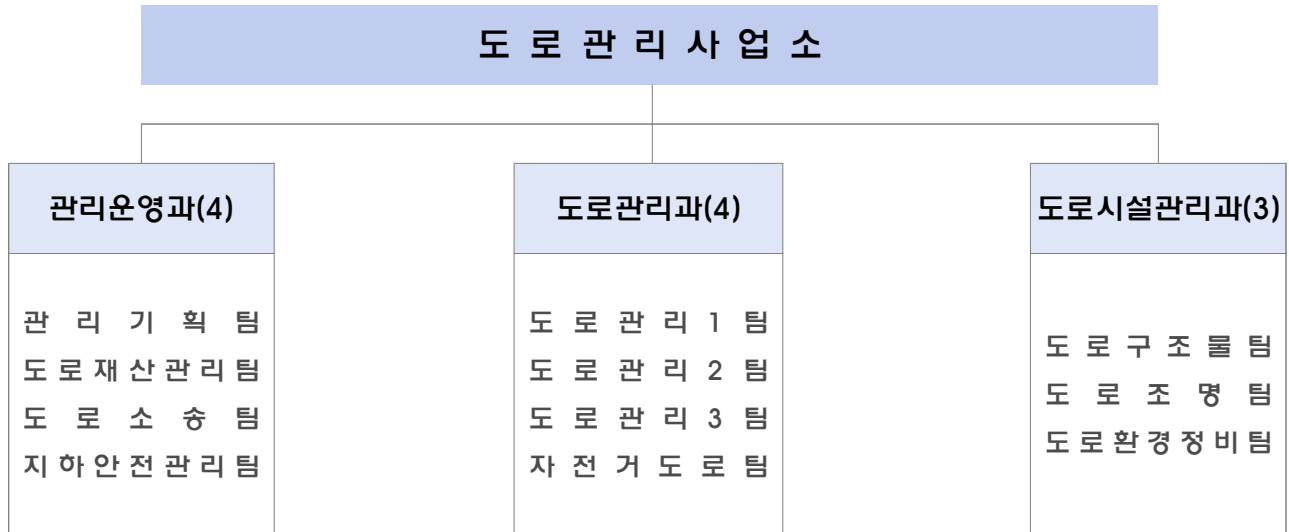 도로관리사업소
관리운영과(4)
관리기획팀
도로재산관리팀
도로소송팀
지하안전관리팀
도로관리과(4)
도로관리1팀
도로관리2팀
도로관리3팀
자전거도로팀
도로시설관리과(3)
도로구조물팀
도로조명팀
도로환경정비팀